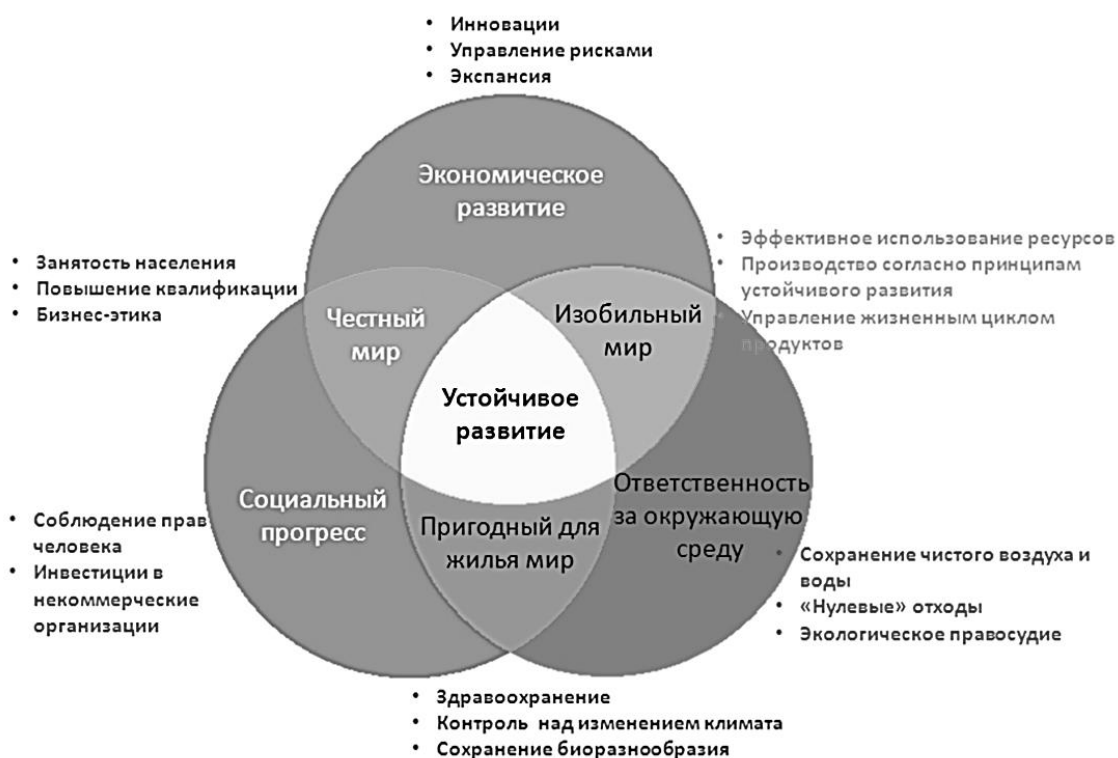 • Инновации
• Управление рисками
• Экспансия
Экономическое
развитие
• Занятость населения
• Повышение квалификации
• Бизнес-этика
Честный
мир
Изобильный
мир
• Эффективное использование ресурсов
• Производство согласно принципам
устойчивого развития
• Управление жизненным циклом
продуктов
Устойчивое
развитие
Социальный
прогресс
Пригодный для
жилья мир
Ответственность
за окружающую
среду
• Соблюдение прав
человека
• Инвестиции в
некоммерческие
организации
• Сохранение чистого воздуха и
воды
• «Нулевые» отходы
• Экологическое правосудие
• Здравоохранение
• Контроль над изменением климата
• Сохранение биоразнообразия